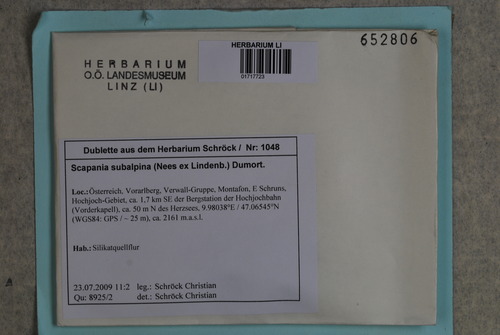 652806
HERBARIUM
O.Ö. LANDESMUSEUM
LINZ (LI)
HERBARIUM LI
01717723
Dublette aus dem Herbarium Schröck / Nr: 1048
Scapania subalpina (Nees ex Lindenb.) Dumort.
Loc.: Österreich, Vorarlberg, Verwall-Gruppe, Montafon, E Schruns,
Hochjoch-Gebiet, ca. 1,7 km SE der Bergstation der Hochjochbahn
(Vorderkapell), ca. 50 m N des Herzsees, 9.98038°E / 47.06545°N
(WGS84: GPS / ~ 25 m), ca. 2161 m.a.s.l.
Hab.: Silikatquellflur
23.07.2009 11:2 leg.: Schröck Christian
Qu: 8925/2 det.: Schröck Christian